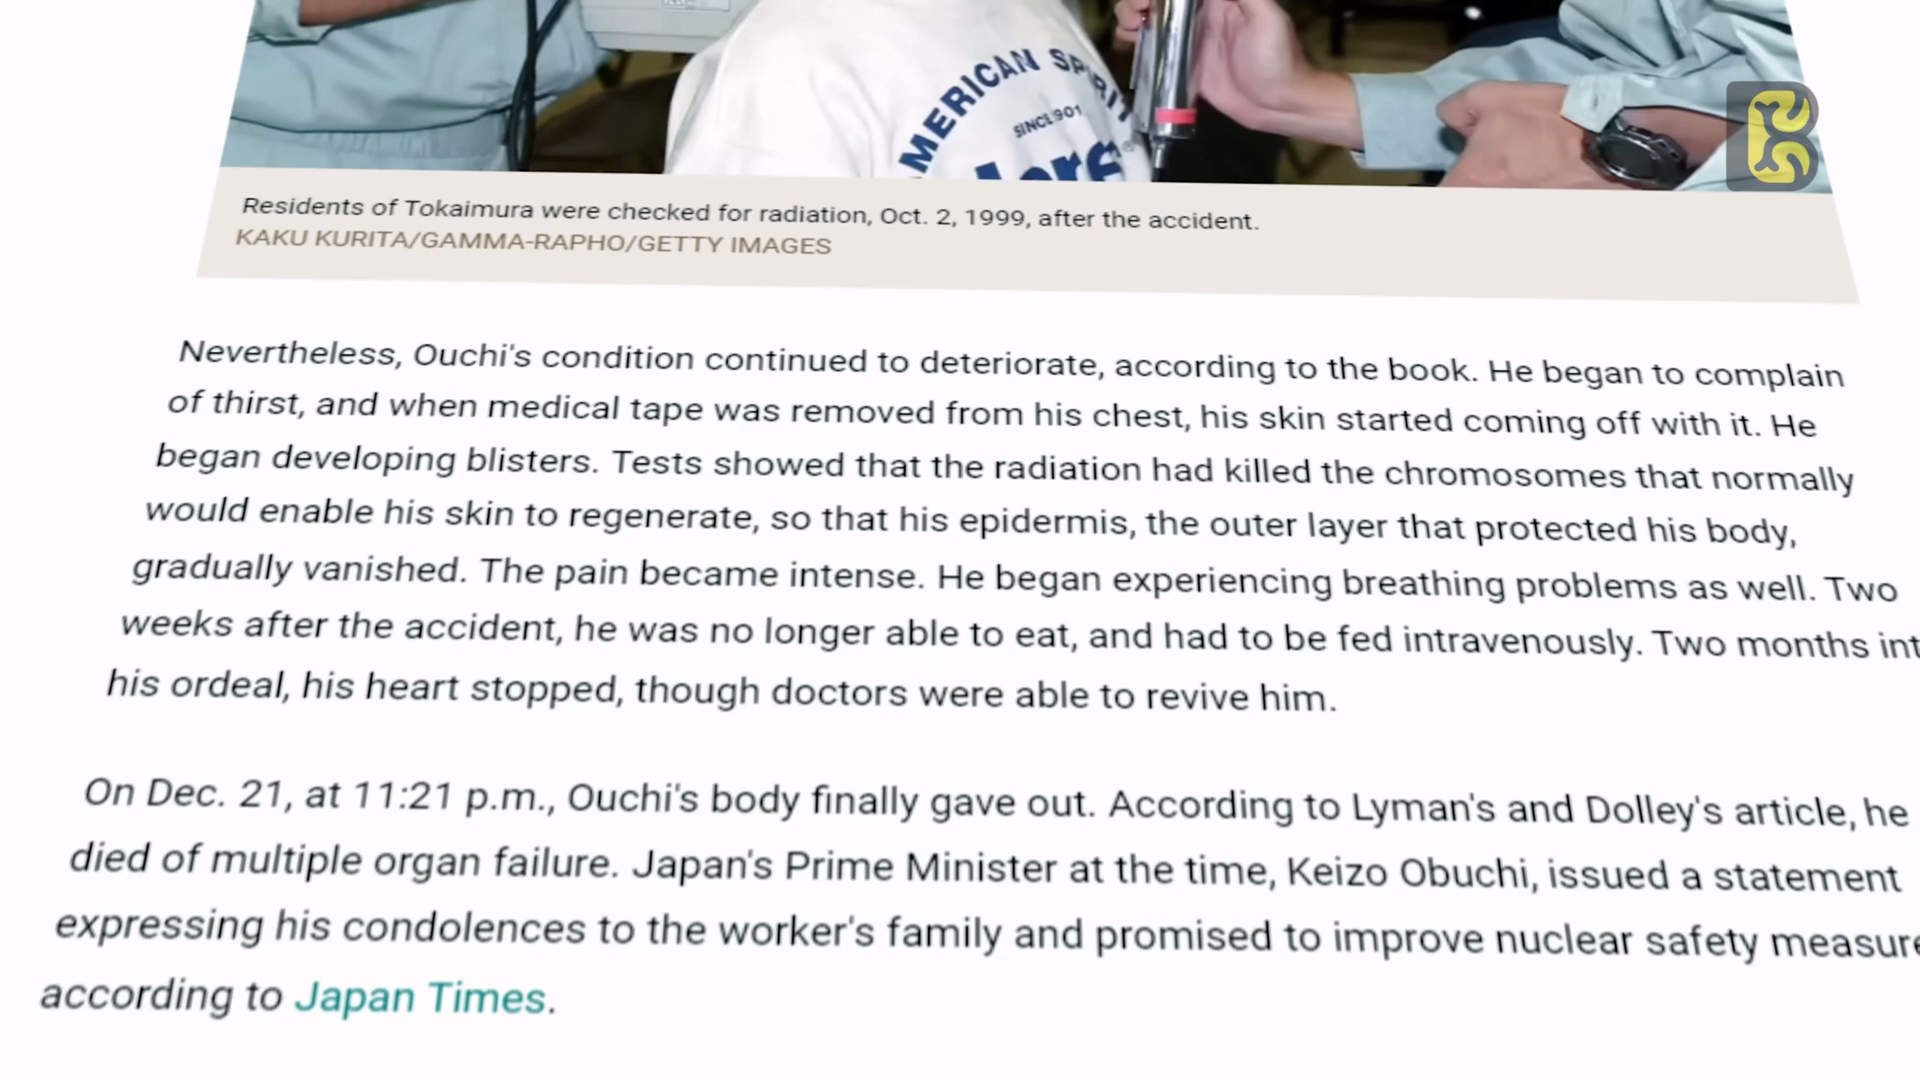 AMERICAN SPIRIT
SINCE 1901
Residents of Tokaimura were checked for radiation, Oct. 2, 1999, after the accident.
KAKU KURITA/GAMMA-RAPHO/GETTY IMAGES
Nevertheless, Ouchi's condition continued to deteriorate, according to the book. He began to complain
of thirst, and when medical tape was removed from his chest, his skin started coming off with it. He
began developing blisters. Tests showed that the radiation had killed the chromosomes that normally
would enable his skin to regenerate, so that his epidermis, the outer layer that protected his body,
gradually vanished. The pain became intense. He began experiencing breathing problems as well. Two
weeks after the accident, he was no longer able to eat, and had to be fed intravenously. Two months int
his ordeal, his heart stopped, though doctors were able to revive him.
On Dec. 21, at 11:21 p.m., Ouchi's body finally gave out. According to Lyman's and Dolley's article, he
died of multiple organ failure. Japan's Prime Minister at the time, Keizo Obuchi, issued a statement
expressing his condolences to the worker's family and promised to improve nuclear safety measure
according to Japan Times.